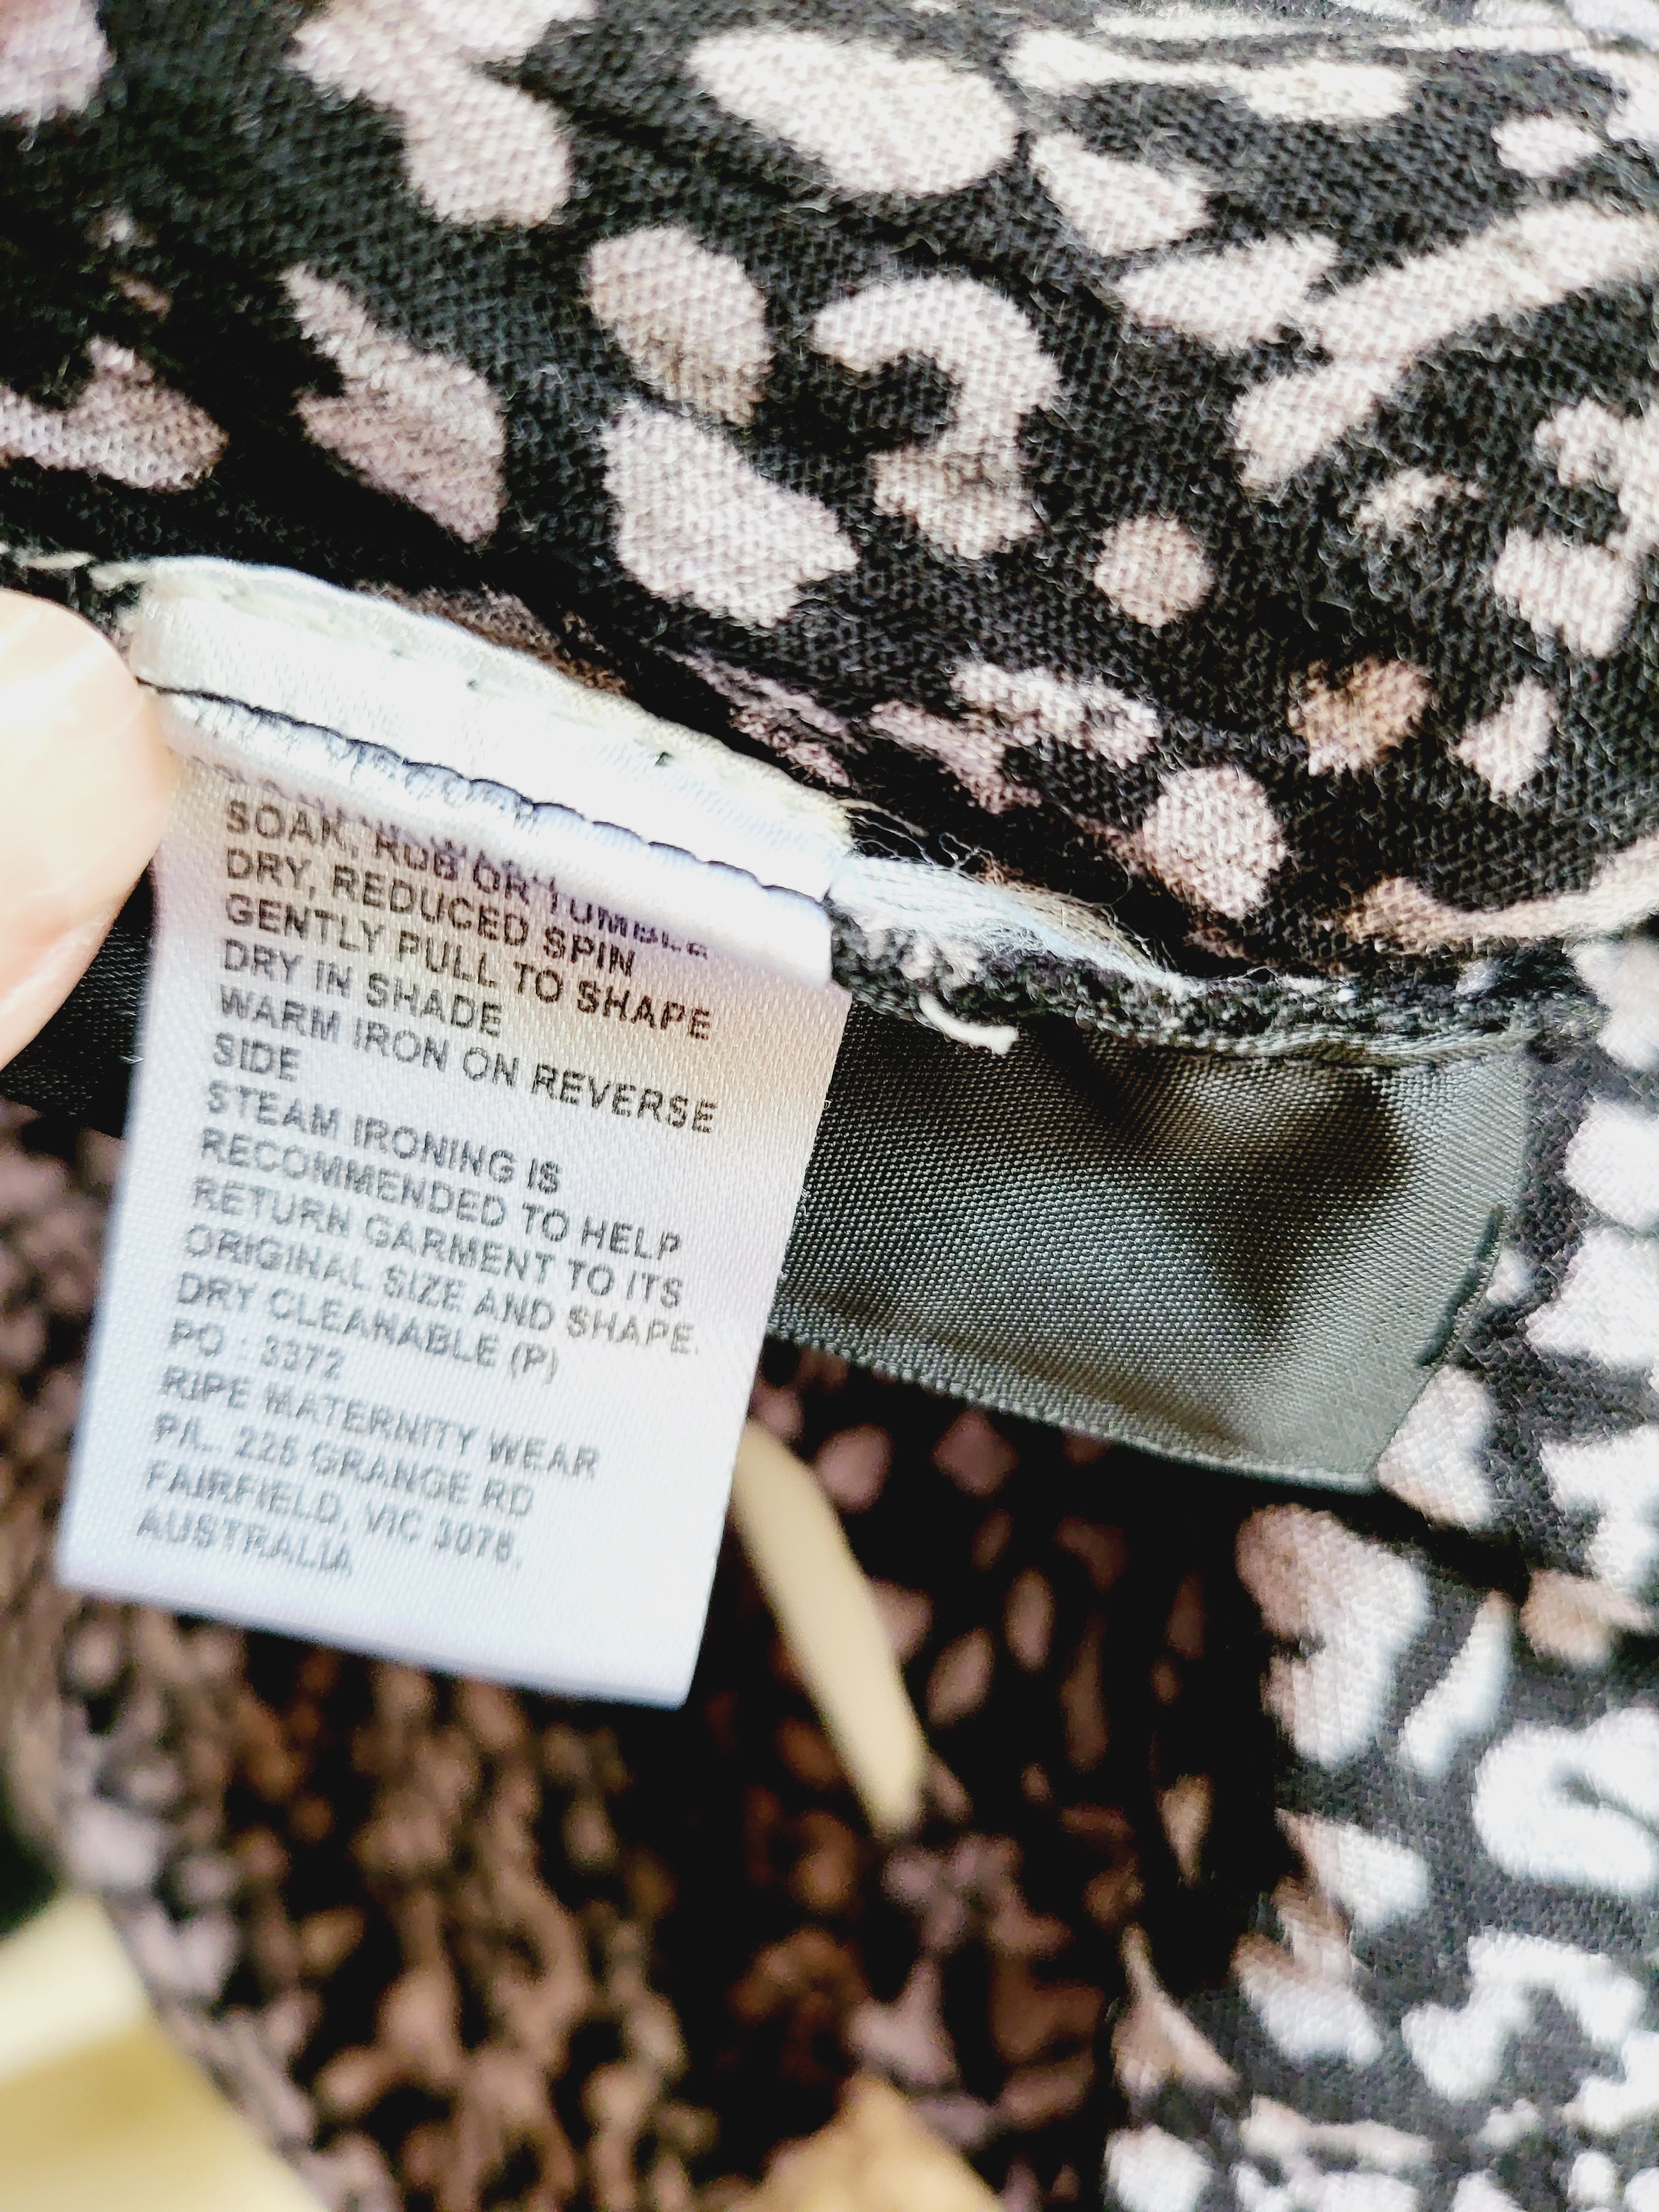 SOAK, RUB OR TUMBLE
DRY, REDUCED SPIN
GENTLY PULL TO SHAPE
DRY IN SHADE
WARM IRON ON REVERSE
SIDE
STEAM IRONING IS
RECOMMENDED TO HELP
RETURN GARMENT TO ITS
ORIGINAL SIZE AND SHAPE.
DRY CLEANABLE (P)
PO : 3372
RIPE MATERNITY WEAR
P/L. 225 GRANGE RD
FAIRFIELD, VIC 3078,
AUSTRALIA